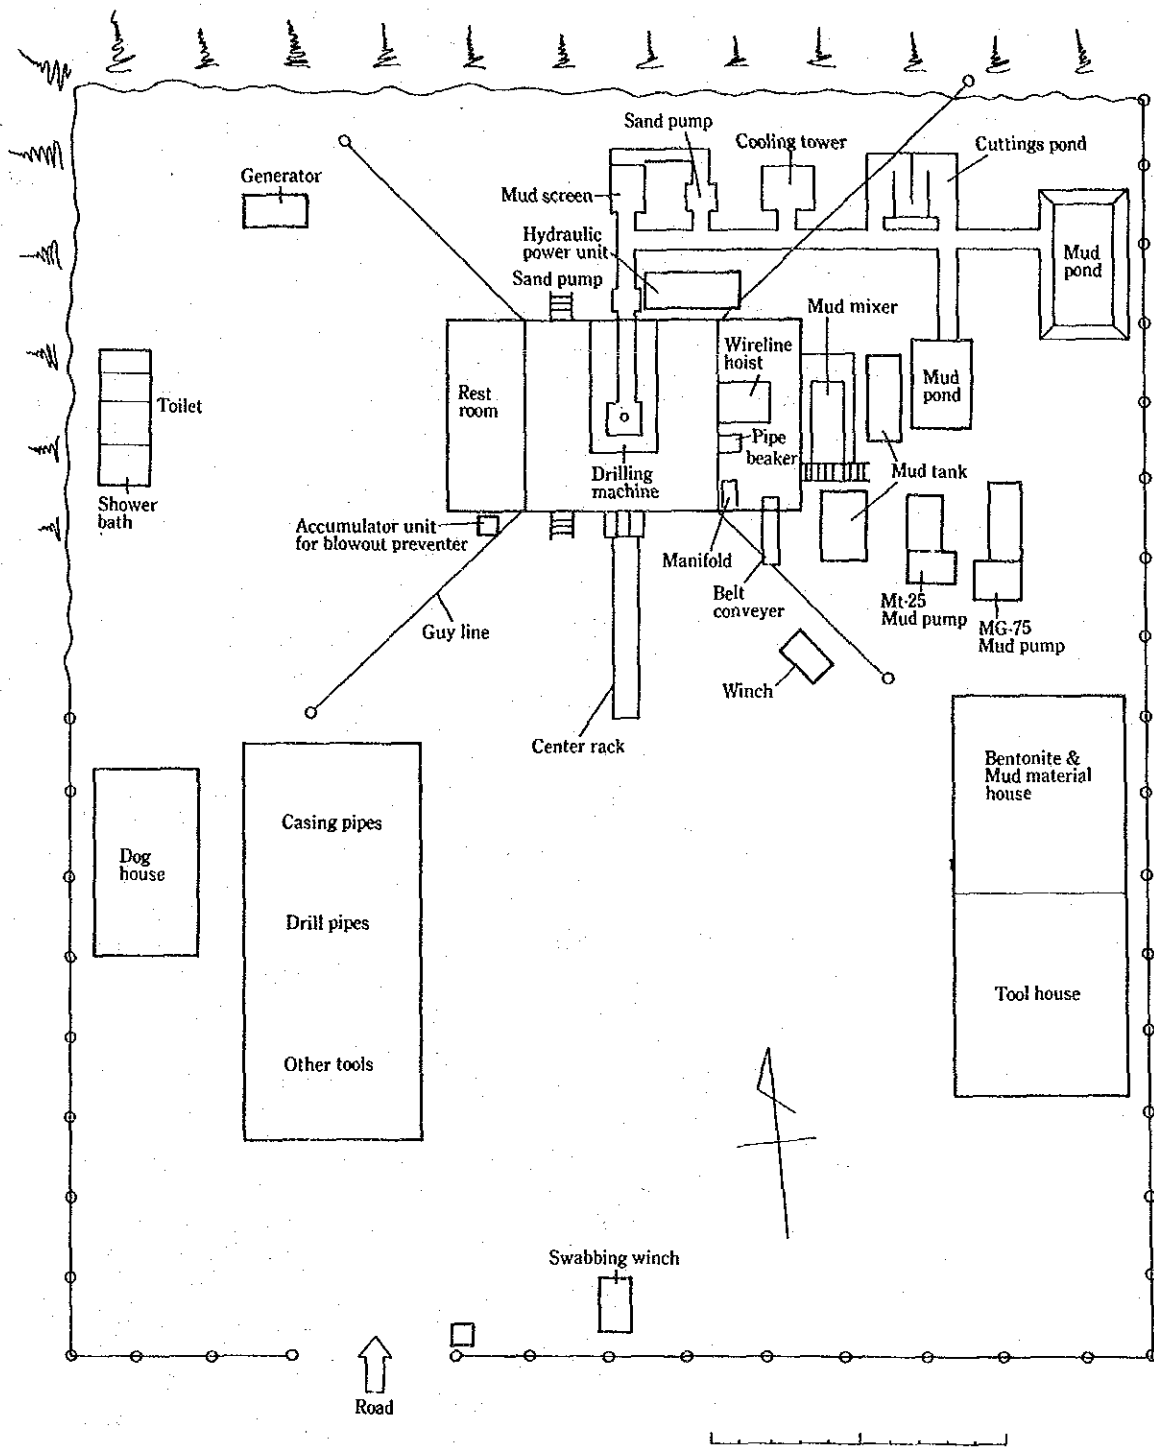 Sand pump
Cooling tower
Cuttings pond
Generator
Mud screen
Hydraulic
power unit
Sand pump
Mud
pond
Mud mixer
Wireline
hoist
Rest
room
Mud
pond
Toilet
Pipe
beaker
Drilling
machine
Mud tank
Shower
bath
Accumulator unit
for blowout preventer
Manifold
Belt
conveyer
Mt-25
Mud pump
MG-75
Mud pump
Guy line
Winch
Center rack
Bentonite &
Mud material
house
Casing pipes
Dog
house
Drill pipes
Tool house
Other tools
Swabbing winch
Road